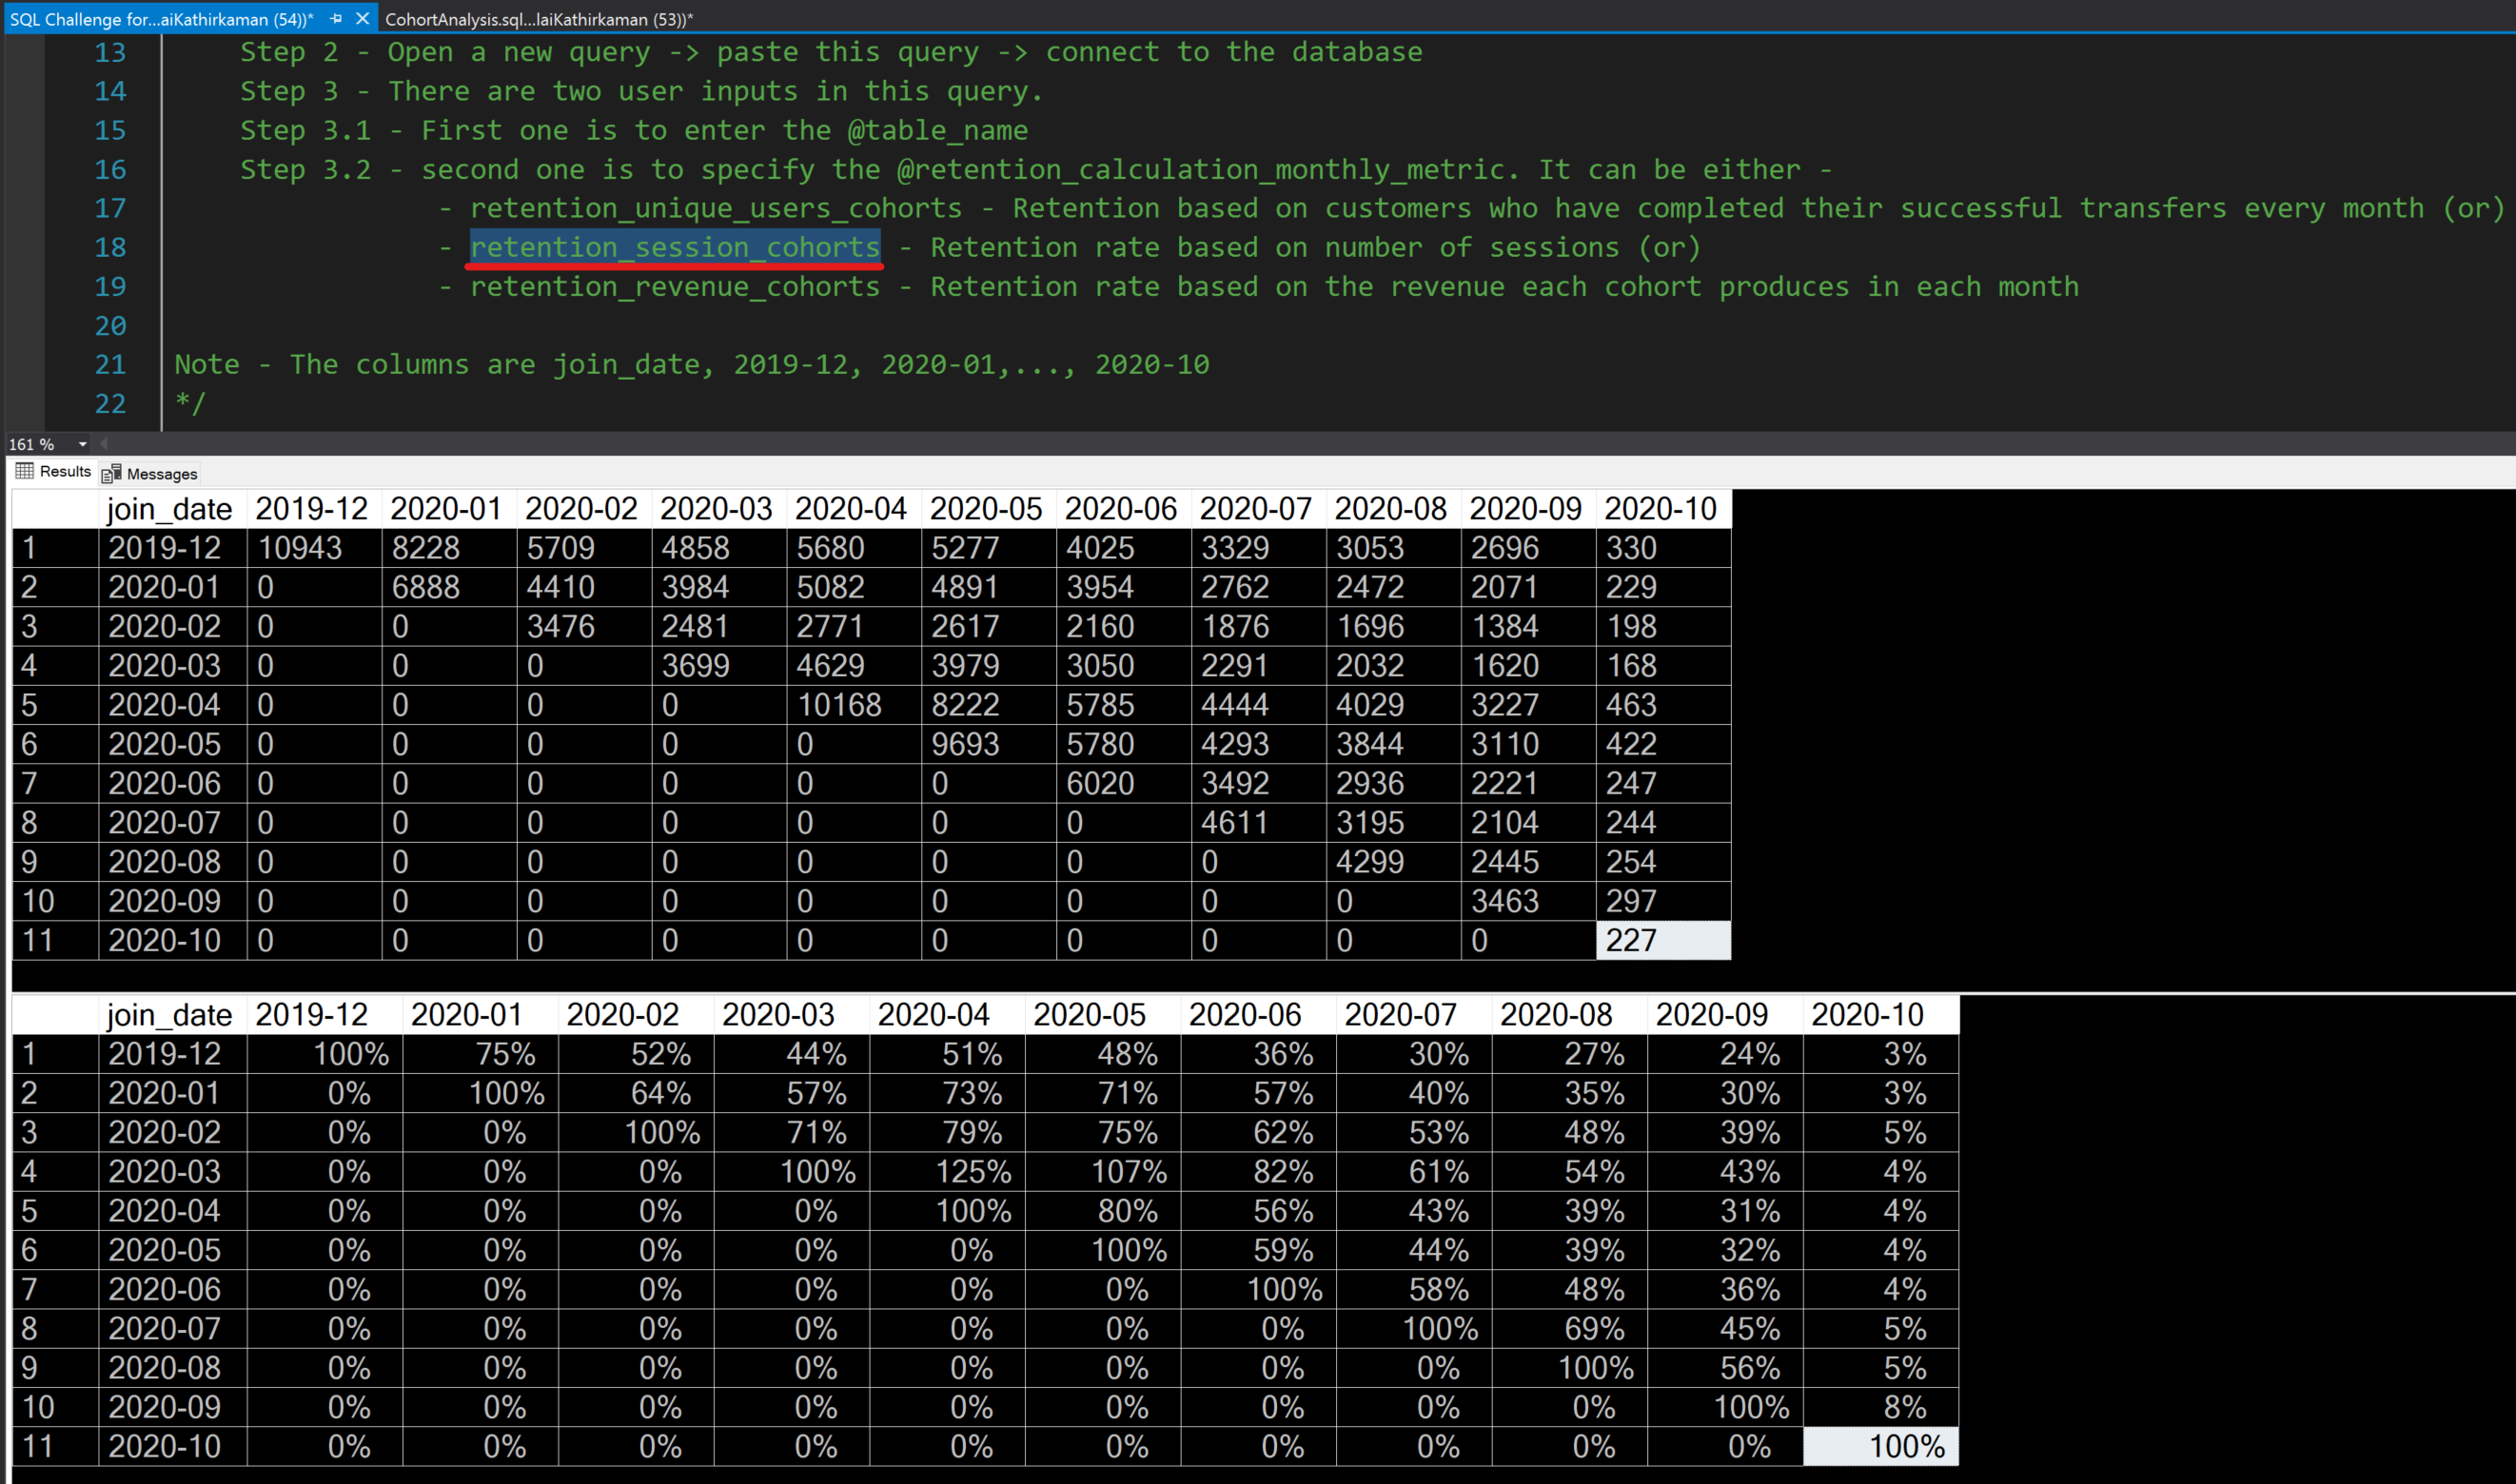 SQL Challenge for...aiKathirkaman (54))* CohortAnalysis.sql...laiKathirkaman (53))*
13 Step 2 - Open a new query -> paste this query -> connect to the database
14 Step 3 - There are two user inputs in this query.
15 Step 3.1 - First one is to enter the @table_name
16 Step 3.2 - second one is to specify the @retention_calculation_monthly_metric. It can be either -
17 - retention_unique_users_cohorts - Retention based on customers who have completed their successful transfers every month (or)
18 - retention_session_cohorts - Retention rate based on number of sessions (or)
19 - retention_revenue_cohorts - Retention rate based on the revenue each cohort produces in each month
20
21 Note - The columns are join_date, 2019-12, 2020-01,..., 2020-10
22 */
161 %
Results Messages
join_date 2019-12 2020-01 2020-02 2020-03 2020-04 2020-05 2020-06 2020-07 2020-08 2020-09 2020-10
1 2019-12 10943 8228 5709 4858 5680 5277 4025 3329 3053 2696 330
2 2020-01 0 6888 4410 3984 5082 4891 3954 2762 2472 2071 229
3 2020-02 0 0 3476 2481 2771 2617 2160 1876 1696 1384 198
4 2020-03 0 0 0 3699 4629 3979 3050 2291 2032 1620 168
5 2020-04 0 0 0 0 10168 8222 5785 4444 4029 3227 463
6 2020-05 0 0 0 0 0 9693 5780 4293 3844 3110 422
7 2020-06 0 0 0 0 0 0 6020 3492 2936 2221 247
8 2020-07 0 0 0 0 0 0 0 4611 3195 2104 244
9 2020-08 0 0 0 0 0 0 0 0 4299 2445 254
10 2020-09 0 0 0 0 0 0 0 0 0 3463 297
11 2020-10 0 0 0 0 0 0 0 0 0 0 227
join_date 2019-12 2020-01 2020-02 2020-03 2020-04 2020-05 2020-06 2020-07 2020-08 2020-09 2020-10
1 2019-12 100% 75% 52% 44% 51% 48% 36% 30% 27% 24% 3%
2 2020-01 0% 100% 64% 57% 73% 71% 57% 40% 35% 30% 3%
3 2020-02 0% 0% 100% 71% 79% 75% 62% 53% 48% 39% 5%
4 2020-03 0% 0% 0% 100% 125% 107% 82% 61% 54% 43% 4%
5 2020-04 0% 0% 0% 0% 100% 80% 56% 43% 39% 31% 4%
6 2020-05 0% 0% 0% 0% 0% 100% 59% 44% 39% 32% 4%
7 2020-06 0% 0% 0% 0% 0% 0% 100% 58% 48% 36% 4%
8 2020-07 0% 0% 0% 0% 0% 0% 0% 100% 69% 45% 5%
9 2020-08 0% 0% 0% 0% 0% 0% 0% 0% 100% 56% 5%
10 2020-09 0% 0% 0% 0% 0% 0% 0% 0% 0% 100% 8%
11 2020-10 0% 0% 0% 0% 0% 0% 0% 0% 0% 0% 100%